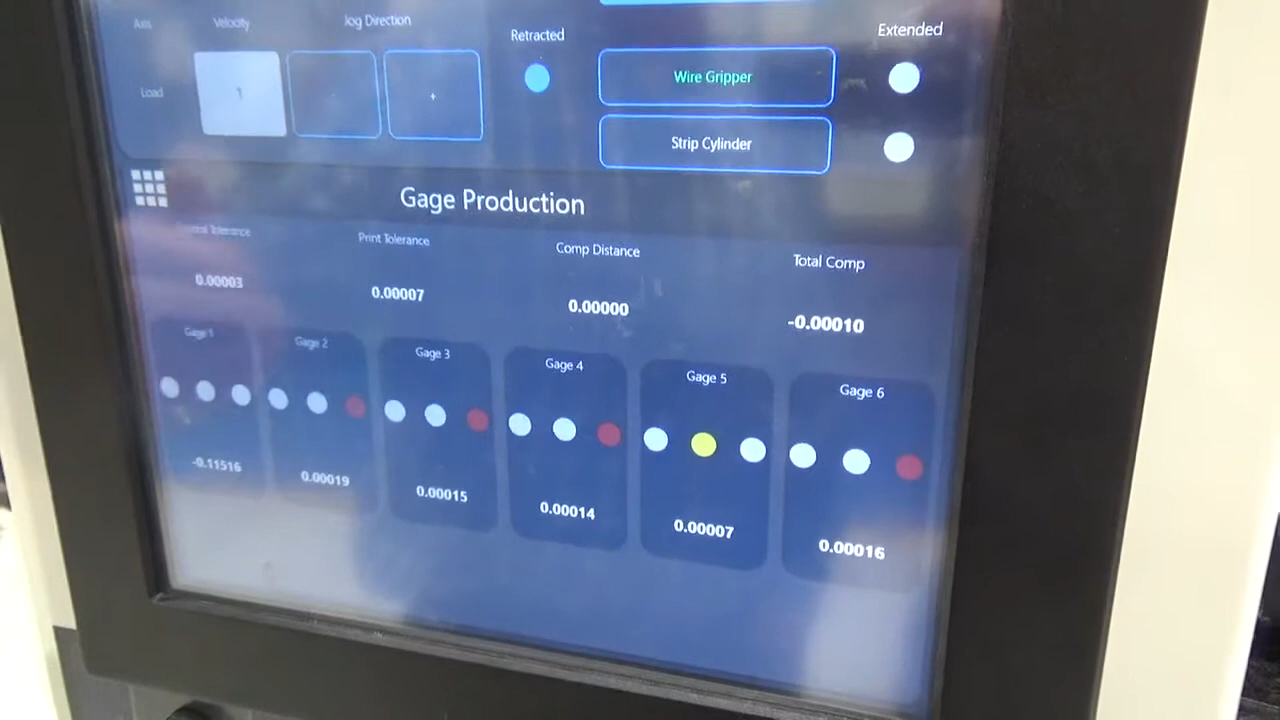 Axis Velocity Jog Direction Retracted Extended
Load 1 - + Wire Gripper
Strip Cylinder
Gage Production
Tolerance Print Tolerance Comp Distance Total Comp
0.00003 0.00007 0.00000 -0.00010
Gage 1 Gage 2 Gage 3 Gage 4 Gage 5 Gage 6
-0.11516 0.00019 0.00015 0.00014 0.00007 0.00016